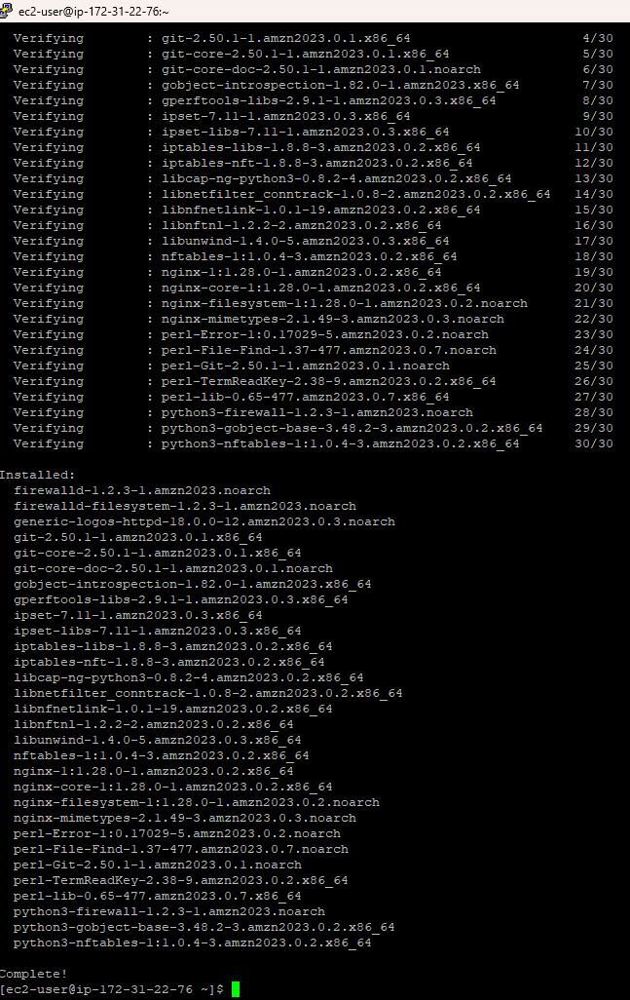 ec2-user@ip-172-31-22-76:~
Verifying : git-2.50.1-1.amzn2023.0.1.x86_64 4/30
Verifying : git-core-2.50.1-1.amzn2023.0.1.x86_64 5/30
Verifying : git-core-doc-2.50.1-1.amzn2023.0.1.noarch 6/30
Verifying : gobject-introspection-1.82.0-1.amzn2023.x86_64 7/30
Verifying : gperftools-libs-2.9.1-1.amzn2023.0.3.x86_64 8/30
Verifying : ipset-7.11-1.amzn2023.0.3.x86_64 9/30
Verifying : ipset-libs-7.11-1.amzn2023.0.3.x86_64 10/30
Verifying : iptables-libs-1.8.8-3.amzn2023.0.2.x86_64 11/30
Verifying : iptables-nft-1.8.8-3.amzn2023.0.2.x86_64 12/30
Verifying : libcap-ng-python3-0.8.2-4.amzn2023.0.2.x86_64 13/30
Verifying : libnetfilter_conntrack-1.0.8-2.amzn2023.0.2.x86_64 14/30
Verifying : libnfnetlink-1.0.1-19.amzn2023.0.2.x86_64 15/30
Verifying : libnftnl-1.2.2-2.amzn2023.0.2.x86_64 16/30
Verifying : libunwind-1.4.0-5.amzn2023.0.3.x86_64 17/30
Verifying : nftables-1:1.0.4-3.amzn2023.0.2.x86_64 18/30
Verifying : nginx-1:1.28.0-1.amzn2023.0.2.x86_64 19/30
Verifying : nginx-core-1:1.28.0-1.amzn2023.0.2.x86_64 20/30
Verifying : nginx-filesystem-1:1.28.0-1.amzn2023.0.2.noarch 21/30
Verifying : nginx-mimetypes-2.1.49-3.amzn2023.0.3.noarch 22/30
Verifying : perl-Error-1:0.17029-5.amzn2023.0.2.noarch 23/30
Verifying : perl-File-Find-1.37-477.amzn2023.0.7.noarch 24/30
Verifying : perl-Git-2.50.1-1.amzn2023.0.1.noarch 25/30
Verifying : perl-TermReadKey-2.38-9.amzn2023.0.2.x86_64 26/30
Verifying : perl-lib-0.65-477.amzn2023.0.7.x86_64 27/30
Verifying : python3-firewall-1.2.3-1.amzn2023.noarch 28/30
Verifying : python3-gobject-base-3.48.2-3.amzn2023.0.2.x86_64 29/30
Verifying : python3-nftables-1:1.0.4-3.amzn2023.0.2.x86_64 30/30
Installed:
firewalld-1.2.3-1.amzn2023.noarch
firewalld-filesystem-1.2.3-1.amzn2023.noarch
generic-logos-httpd-18.0.0-12.amzn2023.0.3.noarch
git-2.50.1-1.amzn2023.0.1.x86_64
git-core-2.50.1-1.amzn2023.0.1.x86_64
git-core-doc-2.50.1-1.amzn2023.0.1.noarch
gobject-introspection-1.82.0-1.amzn2023.x86_64
gperftools-libs-2.9.1-1.amzn2023.0.3.x86_64
ipset-7.11-1.amzn2023.0.3.x86_64
ipset-libs-7.11-1.amzn2023.0.3.x86_64
iptables-libs-1.8.8-3.amzn2023.0.2.x86_64
iptables-nft-1.8.8-3.amzn2023.0.2.x86_64
libcap-ng-python3-0.8.2-4.amzn2023.0.2.x86_64
libnetfilter_conntrack-1.0.8-2.amzn2023.0.2.x86_64
libnfnetlink-1.0.1-19.amzn2023.0.2.x86_64
libnftnl-1.2.2-2.amzn2023.0.2.x86_64
libunwind-1.4.0-5.amzn2023.0.3.x86_64
nftables-1:1.0.4-3.amzn2023.0.2.x86_64
nginx-1:1.28.0-1.amzn2023.0.2.x86_64
nginx-core-1:1.28.0-1.amzn2023.0.2.x86_64
nginx-filesystem-1:1.28.0-1.amzn2023.0.2.noarch
nginx-mimetypes-2.1.49-3.amzn2023.0.3.noarch
perl-Error-1:0.17029-5.amzn2023.0.2.noarch
perl-File-Find-1.37-477.amzn2023.0.7.noarch
perl-Git-2.50.1-1.amzn2023.0.1.noarch
perl-TermReadKey-2.38-9.amzn2023.0.2.x86_64
perl-lib-0.65-477.amzn2023.0.7.x86_64
python3-firewall-1.2.3-1.amzn2023.noarch
python3-gobject-base-3.48.2-3.amzn2023.0.2.x86_64
python3-nftables-1:1.0.4-3.amzn2023.0.2.x86_64
Complete!
[ec2-user@ip-172-31-22-76 ~]$